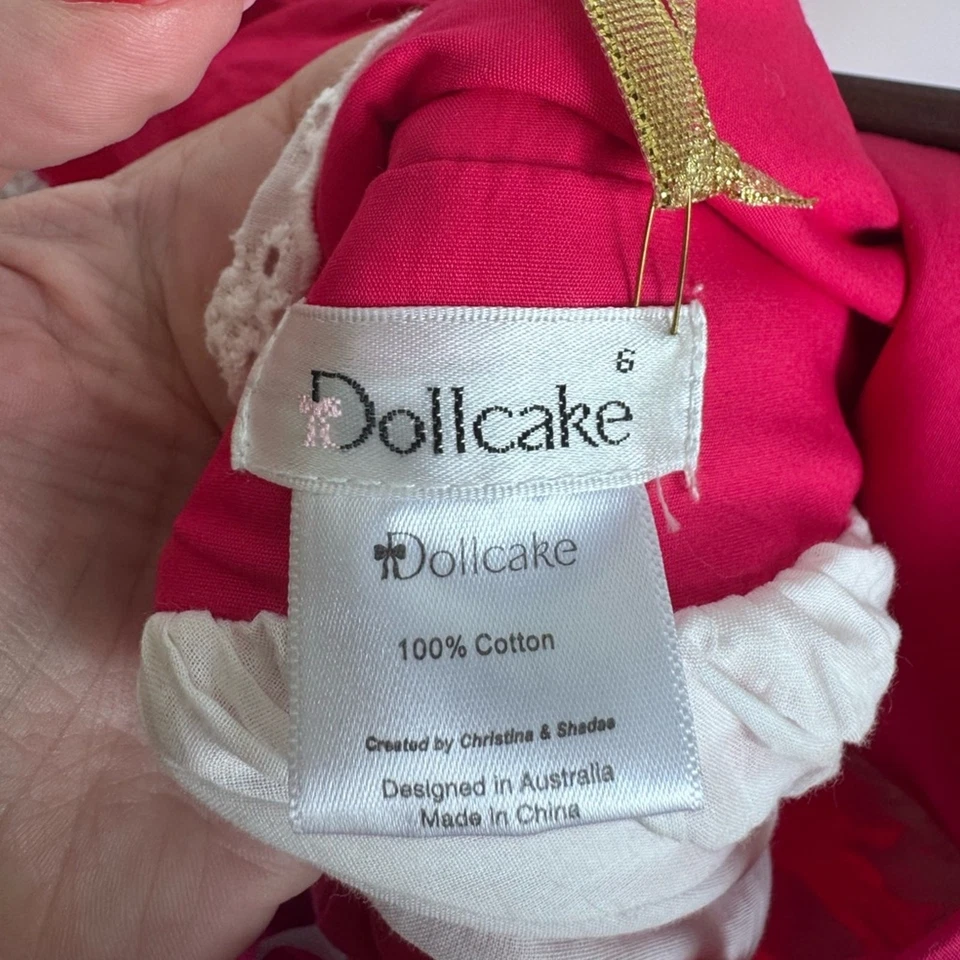 6
Dollcake
Dollcake
100% Cotton
Created by Christina & Shadae
Designed in Australia
Made in China